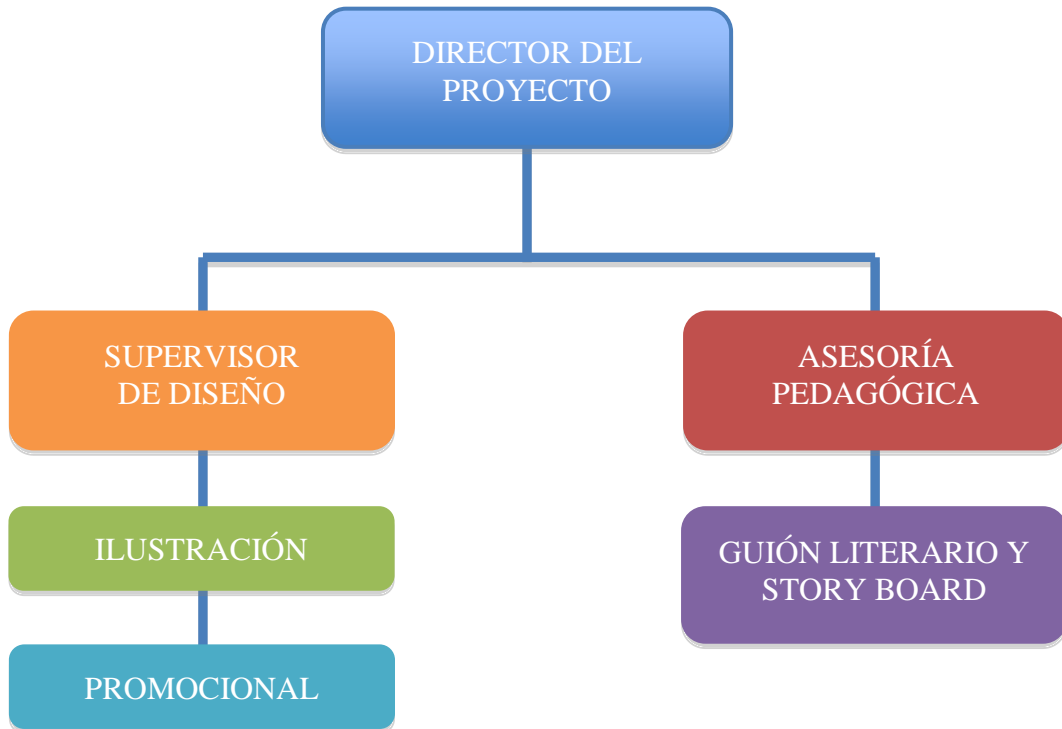 DIRECTOR DEL
PROYECTO
SUPERVISOR
DE DISEÑO
ASESORÍA
PEDAGÓGICA
ILUSTRACIÓN
GUIÓN LITERARIO Y
STORY BOARD
PROMOCIONAL